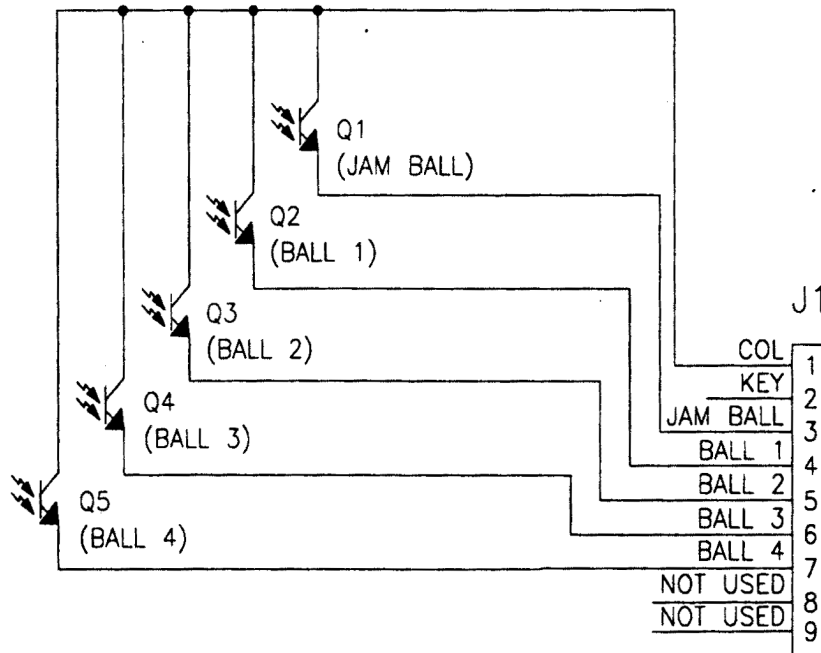 Q1
(JAM BALL)
Q2
(BALL 1)
Q3
(BALL 2)
Q4
(BALL 3)
Q5
(BALL 4)
J1
COL 1
KEY 2
JAM BALL 3
BALL 1 4
BALL 2 5
BALL 3 6
BALL 4 7
NOT USED 8
NOT USED 9